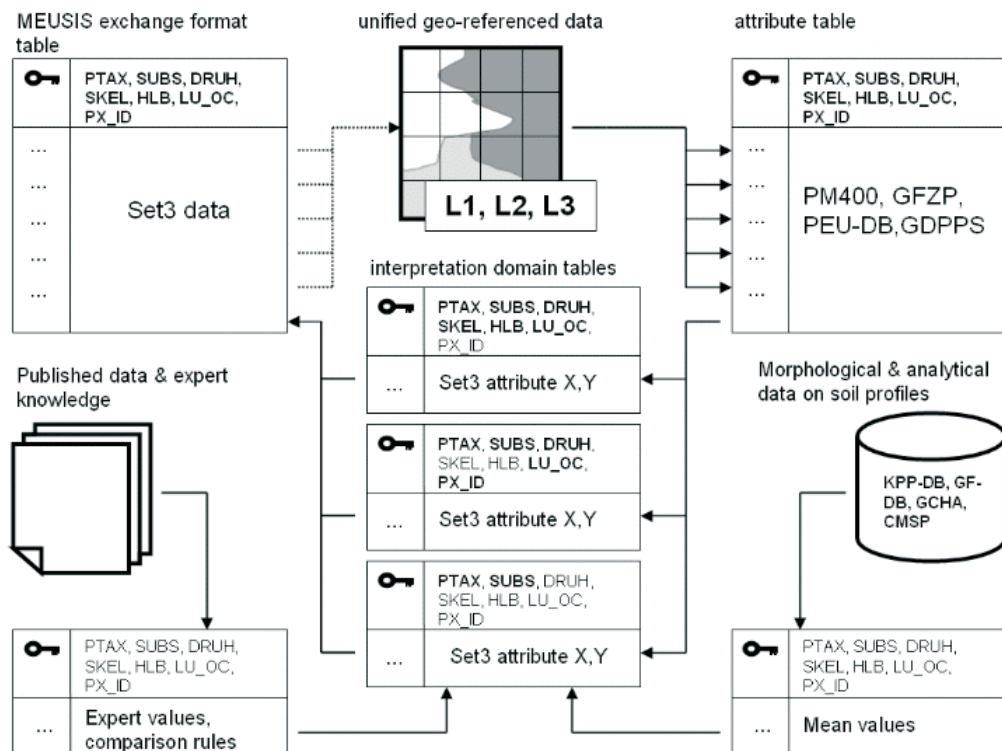 MEUSIS exchange format
table
PTAX, SUBS, DRUH,
SKEL, HLB, LU_OC,
PX_ID
...
...
...
...
...
Set3 data
unified geo-referenced data
L1, L2, L3
attribute table
PTAX, SUBS, DRUH,
SKEL, HLB, LU_OC,
PX_ID
...
...
...
...
...
PM400, GFZP,
PEU-DB,GDPPS
interpretation domain tables
PTAX, SUBS, DRUH,
SKEL, HLB, LU_OC,
PX_ID
...
Set3 attribute X,Y
PTAX, SUBS, DRUH,
SKEL, HLB, LU_OC,
PX_ID
...
Set3 attribute X,Y
PTAX, SUBS, DRUH,
SKEL, HLB, LU_OC,
PX_ID
...
Set3 attribute X,Y
Published data & expert
knowledge
PTAX, SUBS, DRUH,
SKEL, HLB, LU_OC,
PX_ID
...
Expert values,
comparison rules
Morphological & analytical
data on soil profiles
KPP-DB, GF-
DB, GCHA,
CMSP
PTAX, SUBS, DRUH,
SKEL, HLB, LU_OC,
PX_ID
...
Mean values